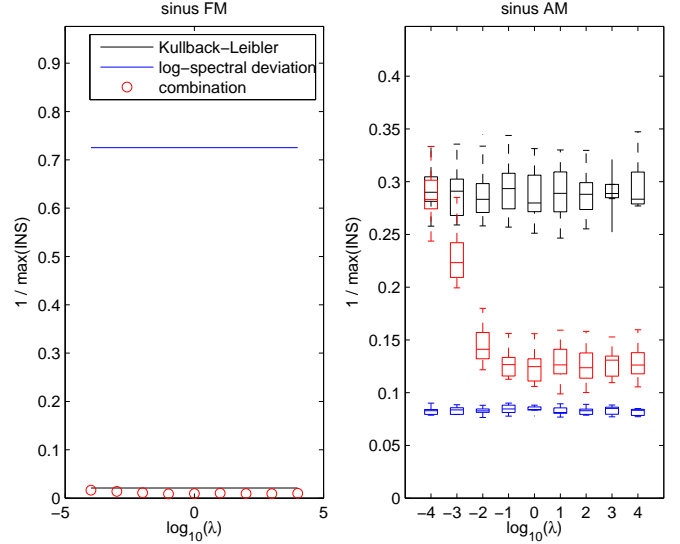 sinus FM
0.9
0.8
0.7
0.6
0.5
0.4
0.3
0.2
0.1
0
1 / max(INS)
Kullback−Leibler
log−spectral deviation
combination
−5
0
5
log10(λ)
sinus AM
0.4
0.35
0.3
0.25
0.2
0.15
0.1
0.05
0
1 / max(INS)
−4 −3 −2 −1 0 1 2 3 4
log10(λ)